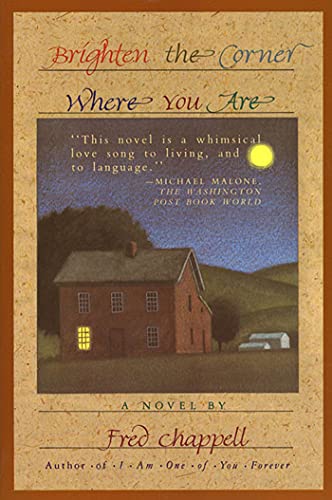 Brighten the Corner
Where You Are
"This novel is a whimsical
love song to living, and
to language."
—MICHAEL MALONE,
THE WASHINGTON
POST BOOK WORLD
A NOVEL BY
Fred Chappell
Author • of • I • Am • One • of • You • Forever